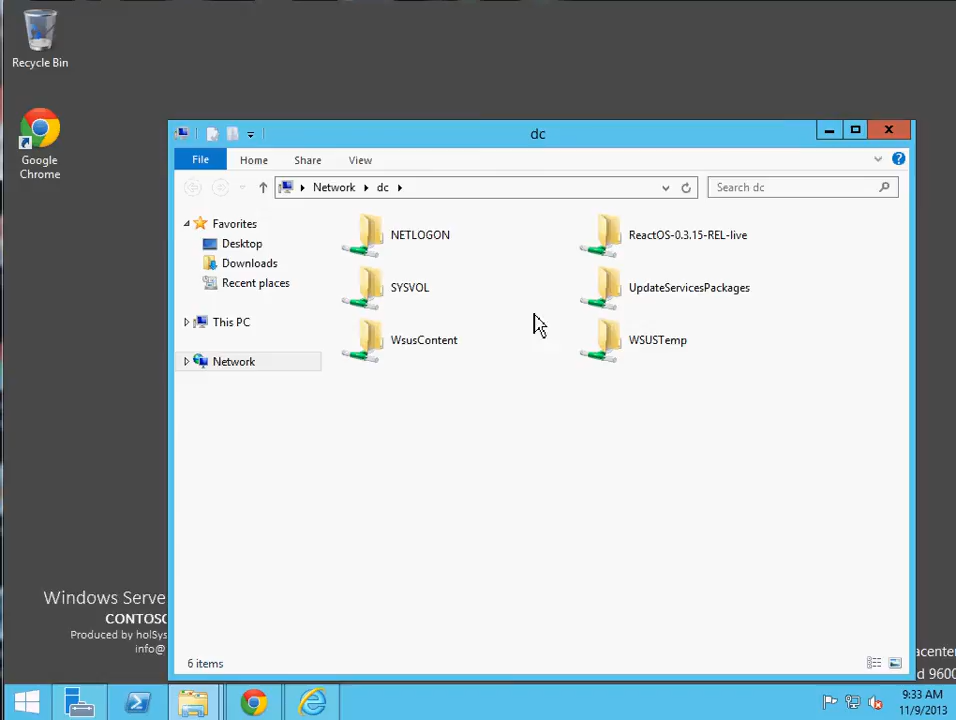 Recycle Bin
Google
Chrome
dc
File
Home
Share
View
Network
dc
Search dc
Favorites
Desktop
Downloads
Recent places
This PC
Network
NETLOGON
ReactOS-0.3.15-REL-live
SYSVOL
UpdateServicesPackages
WsusContent
WSUSTemp
6 items
Windows Serve
CONTOSO
Produced by holSys
info@
acenter
d 9600
9:33 AM
11/9/2013